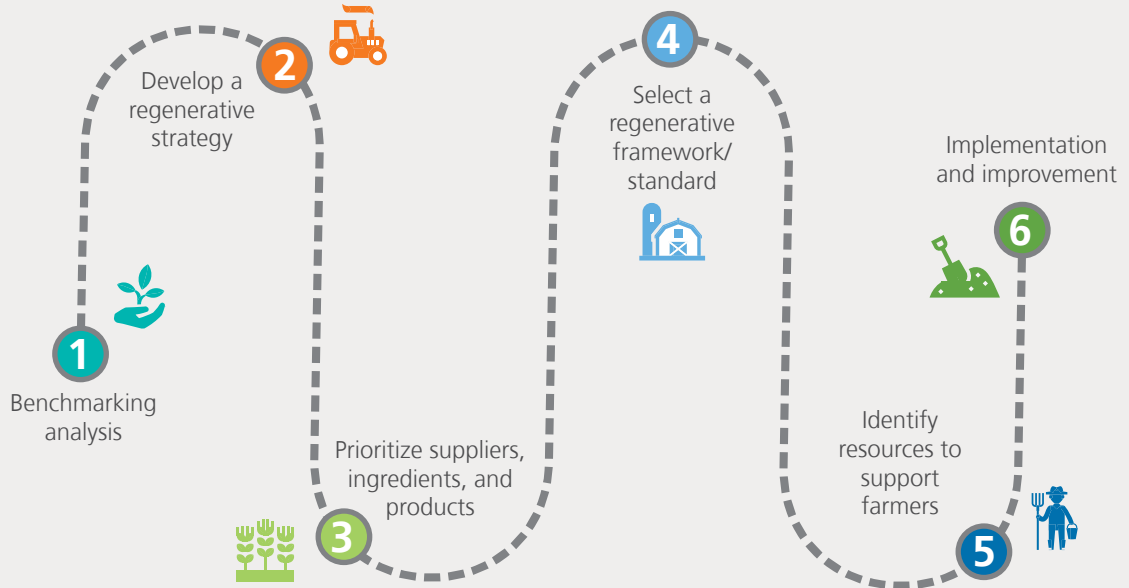 1
Benchmarking
analysis
2
Develop a
regenerative
strategy
3
Prioritize suppliers,
ingredients, and
products
4
Select a
regenerative
framework/
standard
5
Identify
resources to
support
farmers
6
Implementation
and improvement